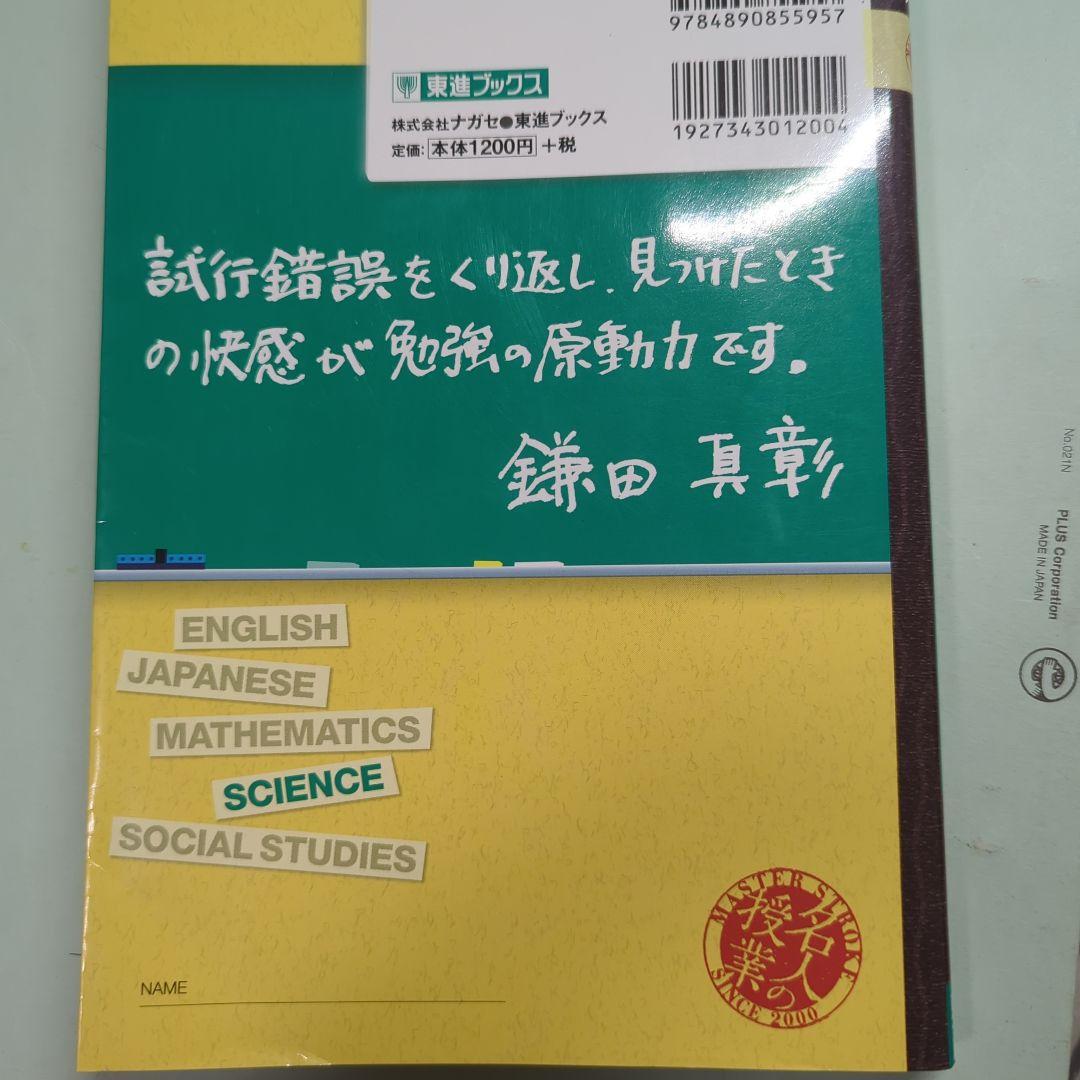 9784890855957
東進ブックス
株式会社ナガセ●東進ブックス
定価: 本体1200円 +税
1927343012004
試行錯誤をくり返し、見つけたとき
の快感が勉強の原動力です。
鎌田 真彰
ENGLISH
JAPANESE
MATHEMATICS
SCIENCE
SOCIAL STUDIES
NAME
MASTER STROKE
名人の
授業
SINCE 2000
No.021N
PLUS Corporation
MADE IN JAPAN